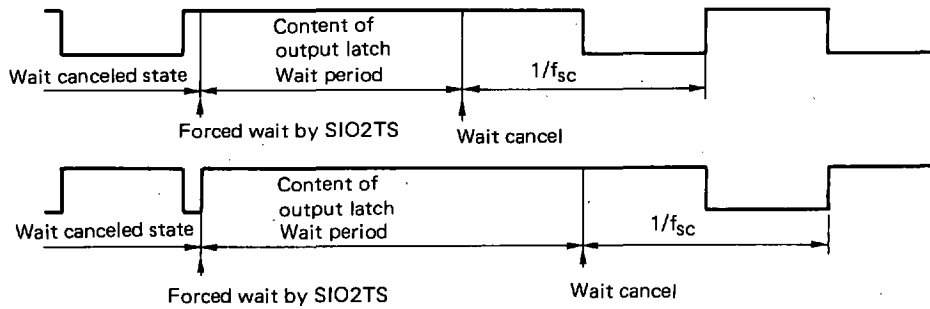 Content of
output latch
Wait canceled state
Wait period
1/fsc
Forced wait by SIO2TS
Wait cancel
Content of
output latch
Wait canceled state
Wait period
1/fsc
Forced wait by SIO2TS
Wait cancel